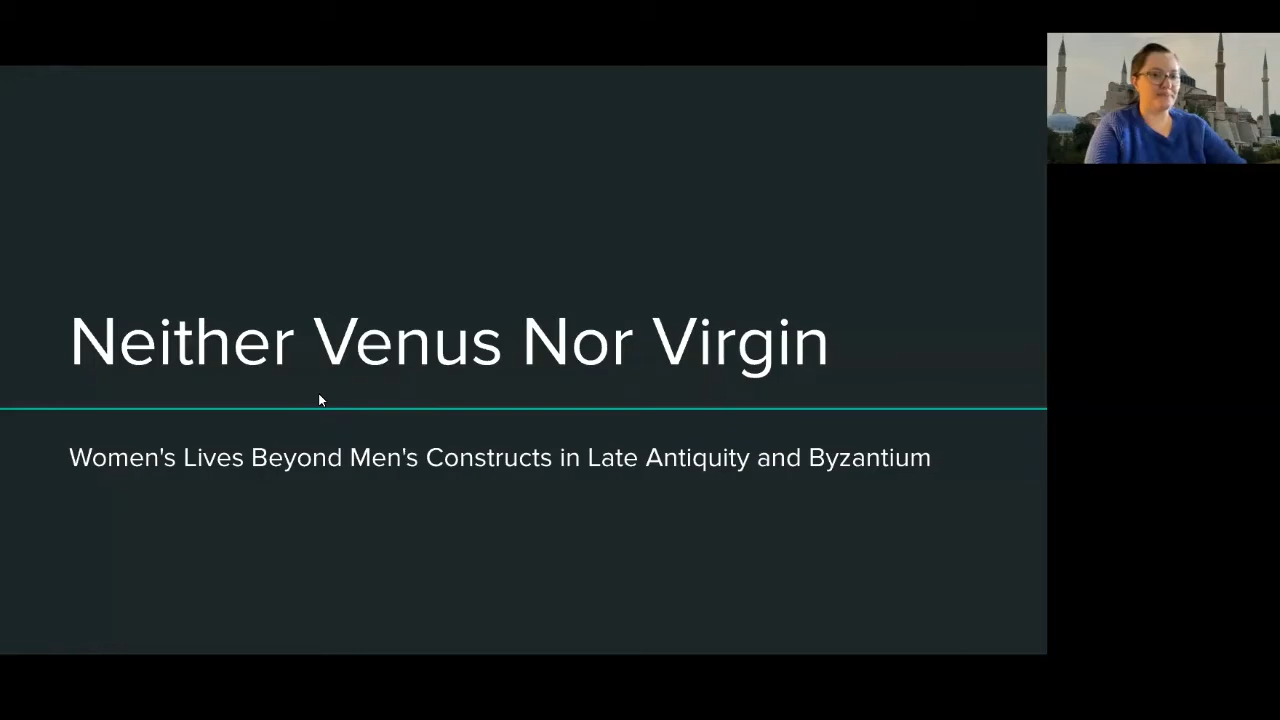 Neither Venus Nor Virgin
Women's Lives Beyond Men's Constructs in Late Antiquity and Byzantium